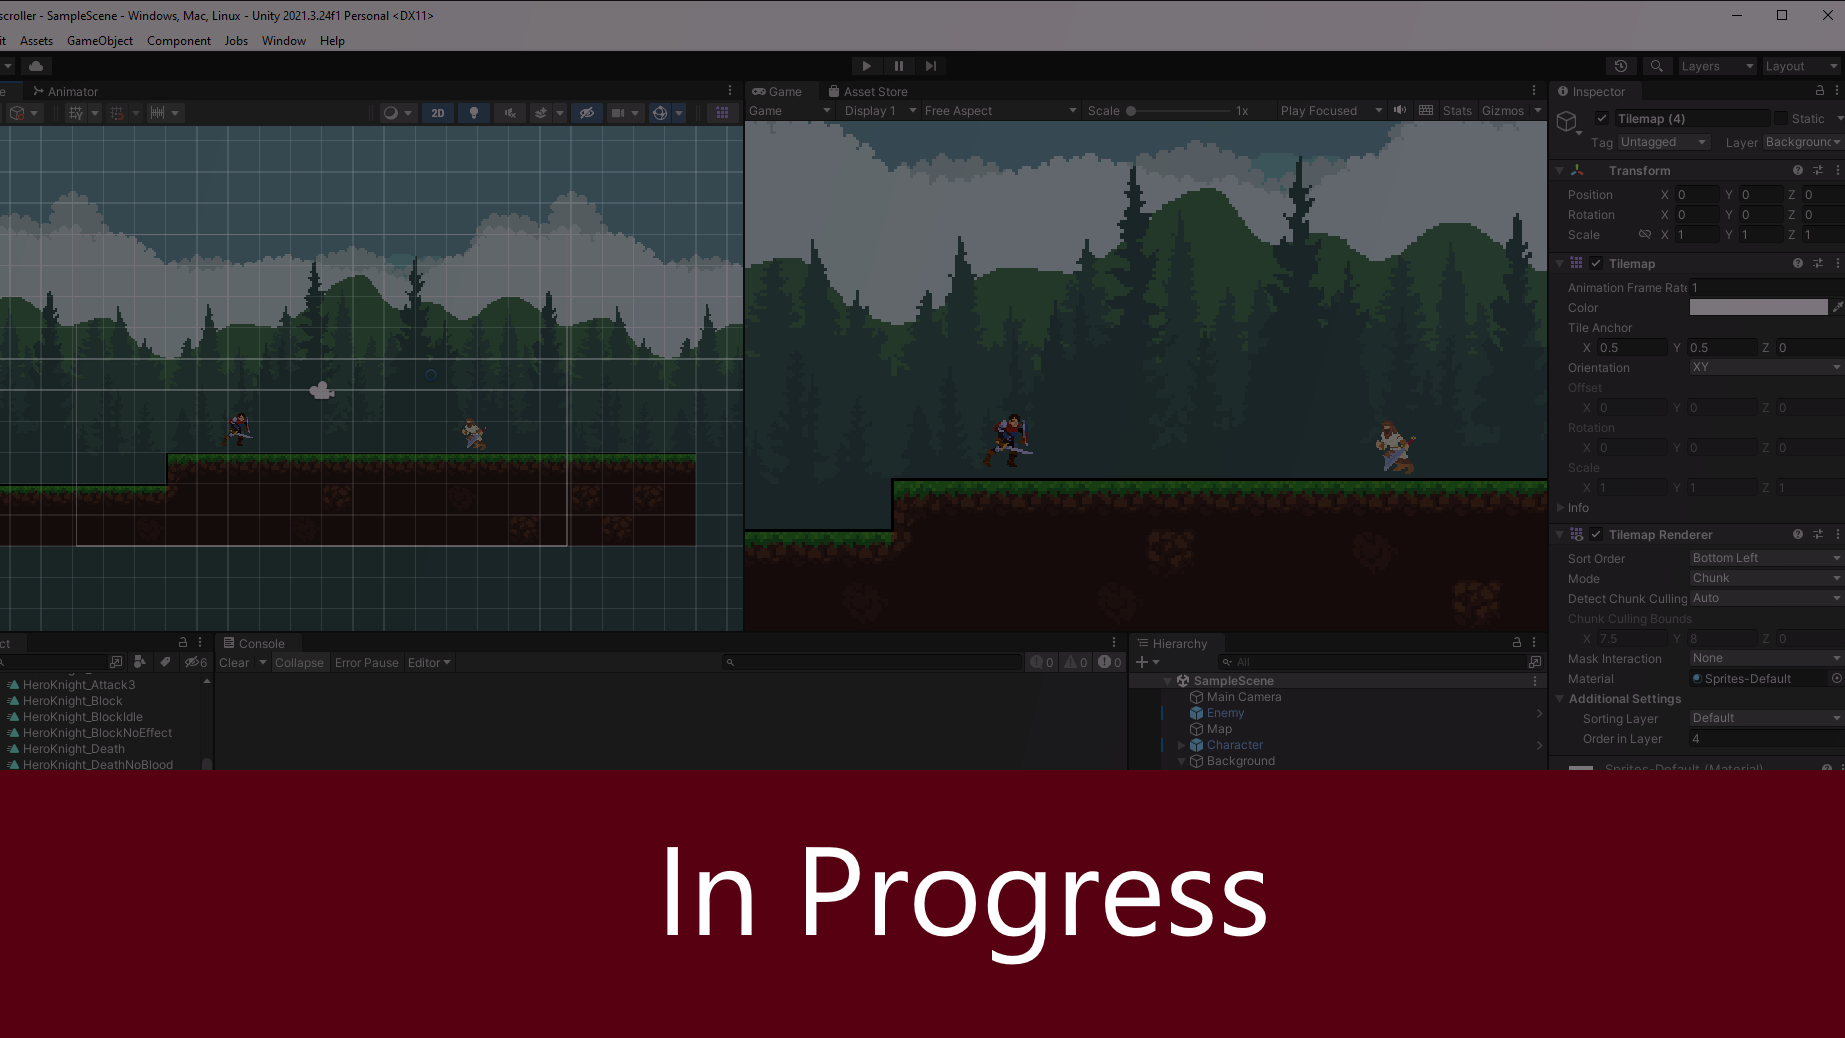 scroller - SampleScene - Windows, Mac, Linux - Unity 2021.3.24f1 Personal <DX11>
it Assets GameObject Component Jobs Window Help
Layers Layout
e Animator
Game Asset Store
Inspector
2D
Game Display 1 Free Aspect Scale 1x Play Focused Stats Gizmos
Tilemap (4) Static
Tag Untagged Layer Background
Transform
Position X 0 Y 0 Z 0
Rotation X 0 Y 0 Z 0
Scale X 1 Y 1 Z 1
Tilemap
Animation Frame Rate 1
Color
Tile Anchor
X 0.5 Y 0.5 Z 0
Orientation XY
Offset
X 0 Y 0 Z 0
Rotation
X 0 Y 0 Z 0
Scale
X 1 Y 1 Z 1
Info
Tilemap Renderer
Sort Order Bottom Left
Mode Chunk
Detect Chunk Culling Auto
Chunk Culling Bounds
X 7.5 Y 8 Z 0
Mask Interaction None
Material Sprites-Default
Additional Settings
Sorting Layer Default
Order in Layer 4
Sprites-Default (Material)
ct
6
HeroKnight_Attack3
HeroKnight_Block
HeroKnight_BlockIdle
HeroKnight_BlockNoEffect
HeroKnight_Death
HeroKnight_DeathNoBlood
Console
Clear Collapse Error Pause Editor 0 0 0
Hierarchy
All
SampleScene
Main Camera
Enemy
Map
Character
Background
In Progress